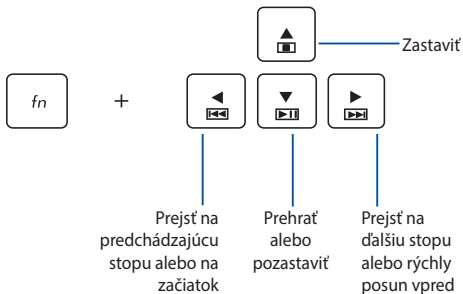 Zastaviť
fn +
Prejsť na
predchádzajúcu
stopu alebo na
začiatok
Prehrať
alebo
pozastaviť
Prejsť na
ďalšiu stopu
alebo rýchly
posun vpred